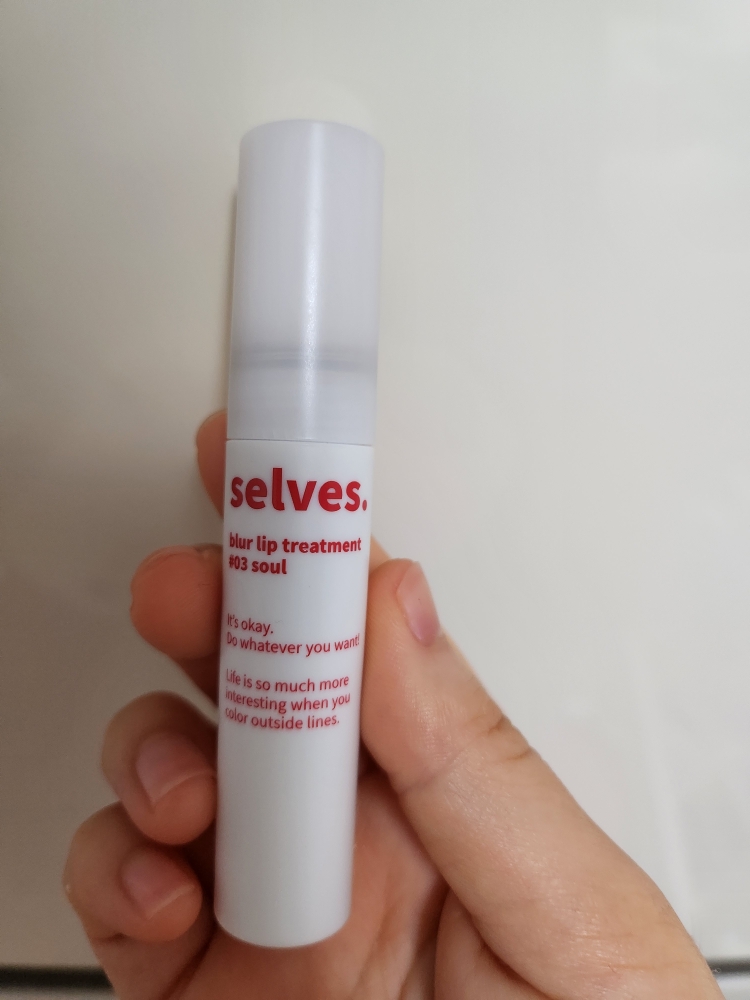 selves.
blur lip treatment
#03 soul
It's okay.
Do whatever you want!
Life is so much more
interesting when you
color outside lines.